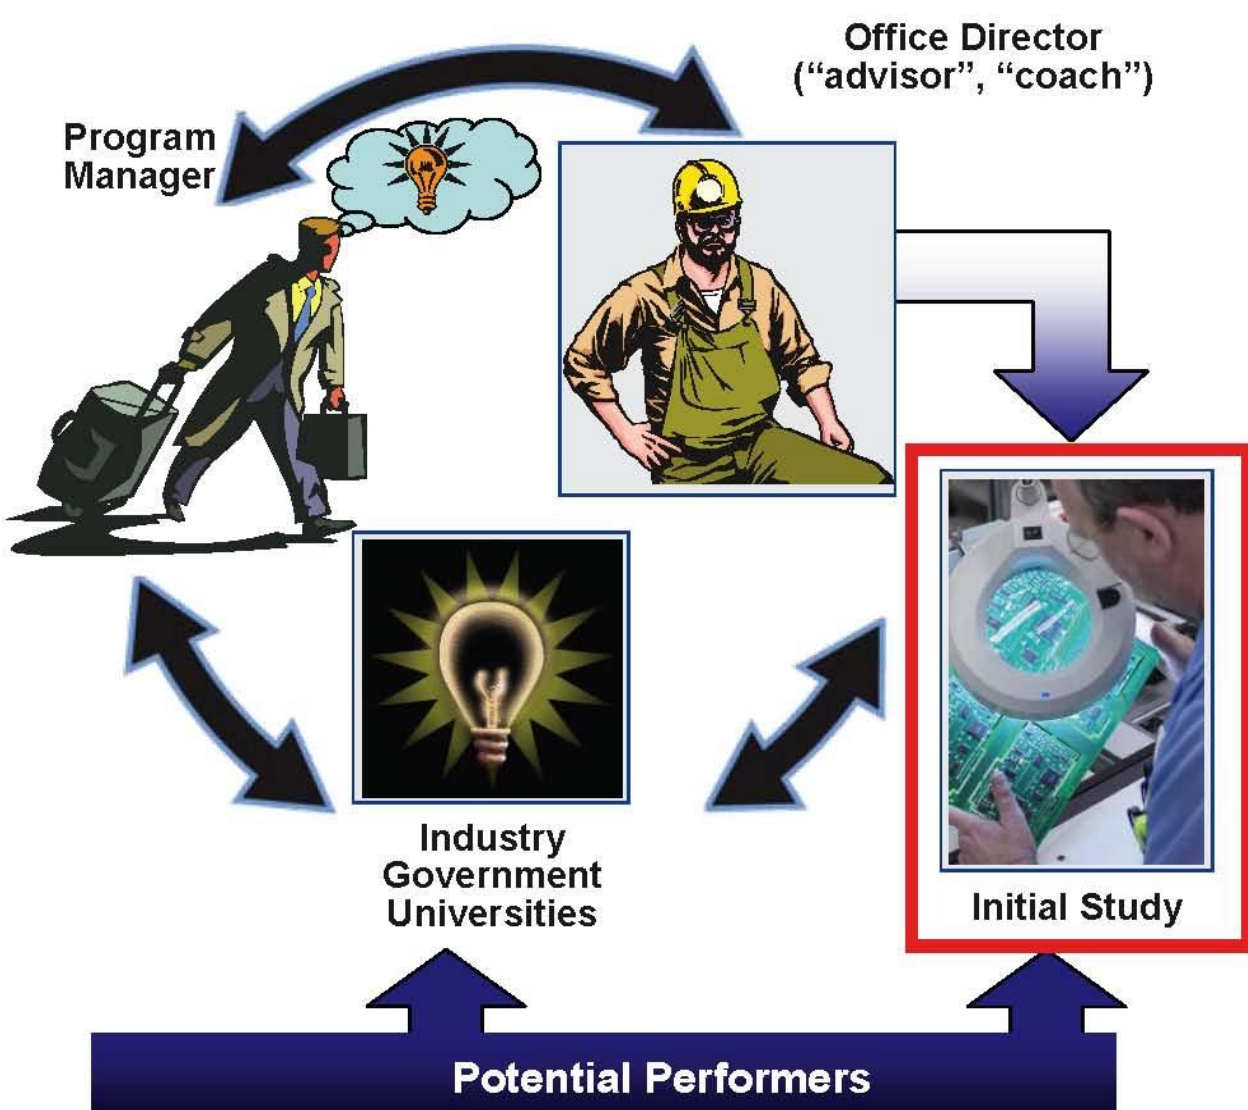 Office Director
(“advisor”, “coach”)
Program
Manager
Industry
Government
Universities
Initial Study
Potential Performers